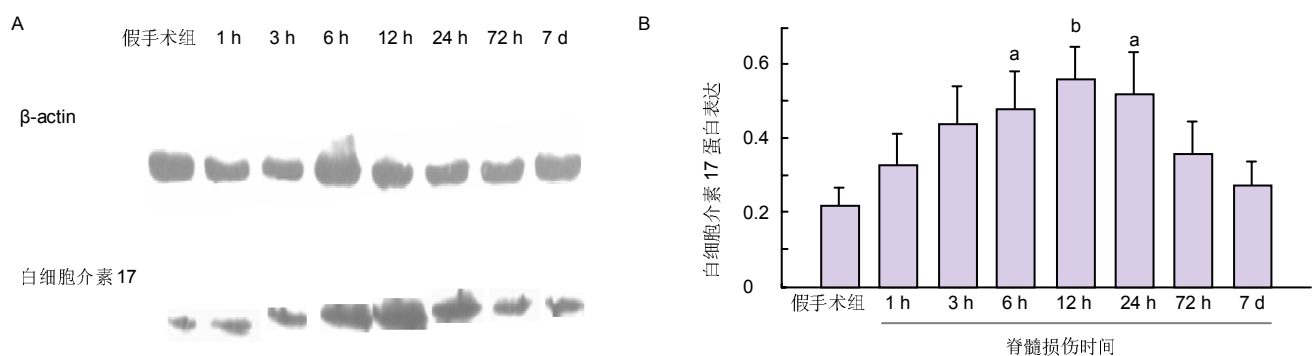 A
假手术组 1 h 3 h 6 h 12 h 24 h 72 h 7 d
β-actin
白细胞介素 17
B
白细胞介素 17 蛋白表达
0.6
0.4
0.2
0
a
b
a
假手术组 1 h 3 h 6 h 12 h 24 h 72 h 7 d
脊髓损伤时间